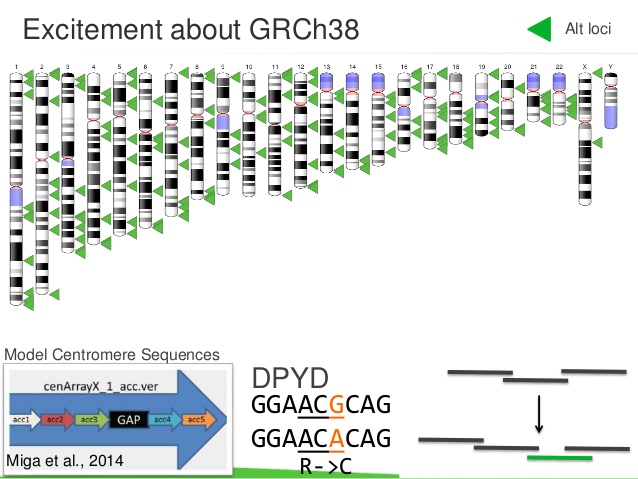 Excitement about GRCh38
Alt loci
1 2 3 4 5 6 7 8 9 10 11 12 13 14 15 16 17 18 19 20 21 22 X Y
Model Centromere Sequences
cenArrayX_1_acc.ver
acc1 acc2 acc3 GAP acc4 acc5
Miga et al., 2014
DPYD
GGAACGCAG
GGAACACAG
R->C